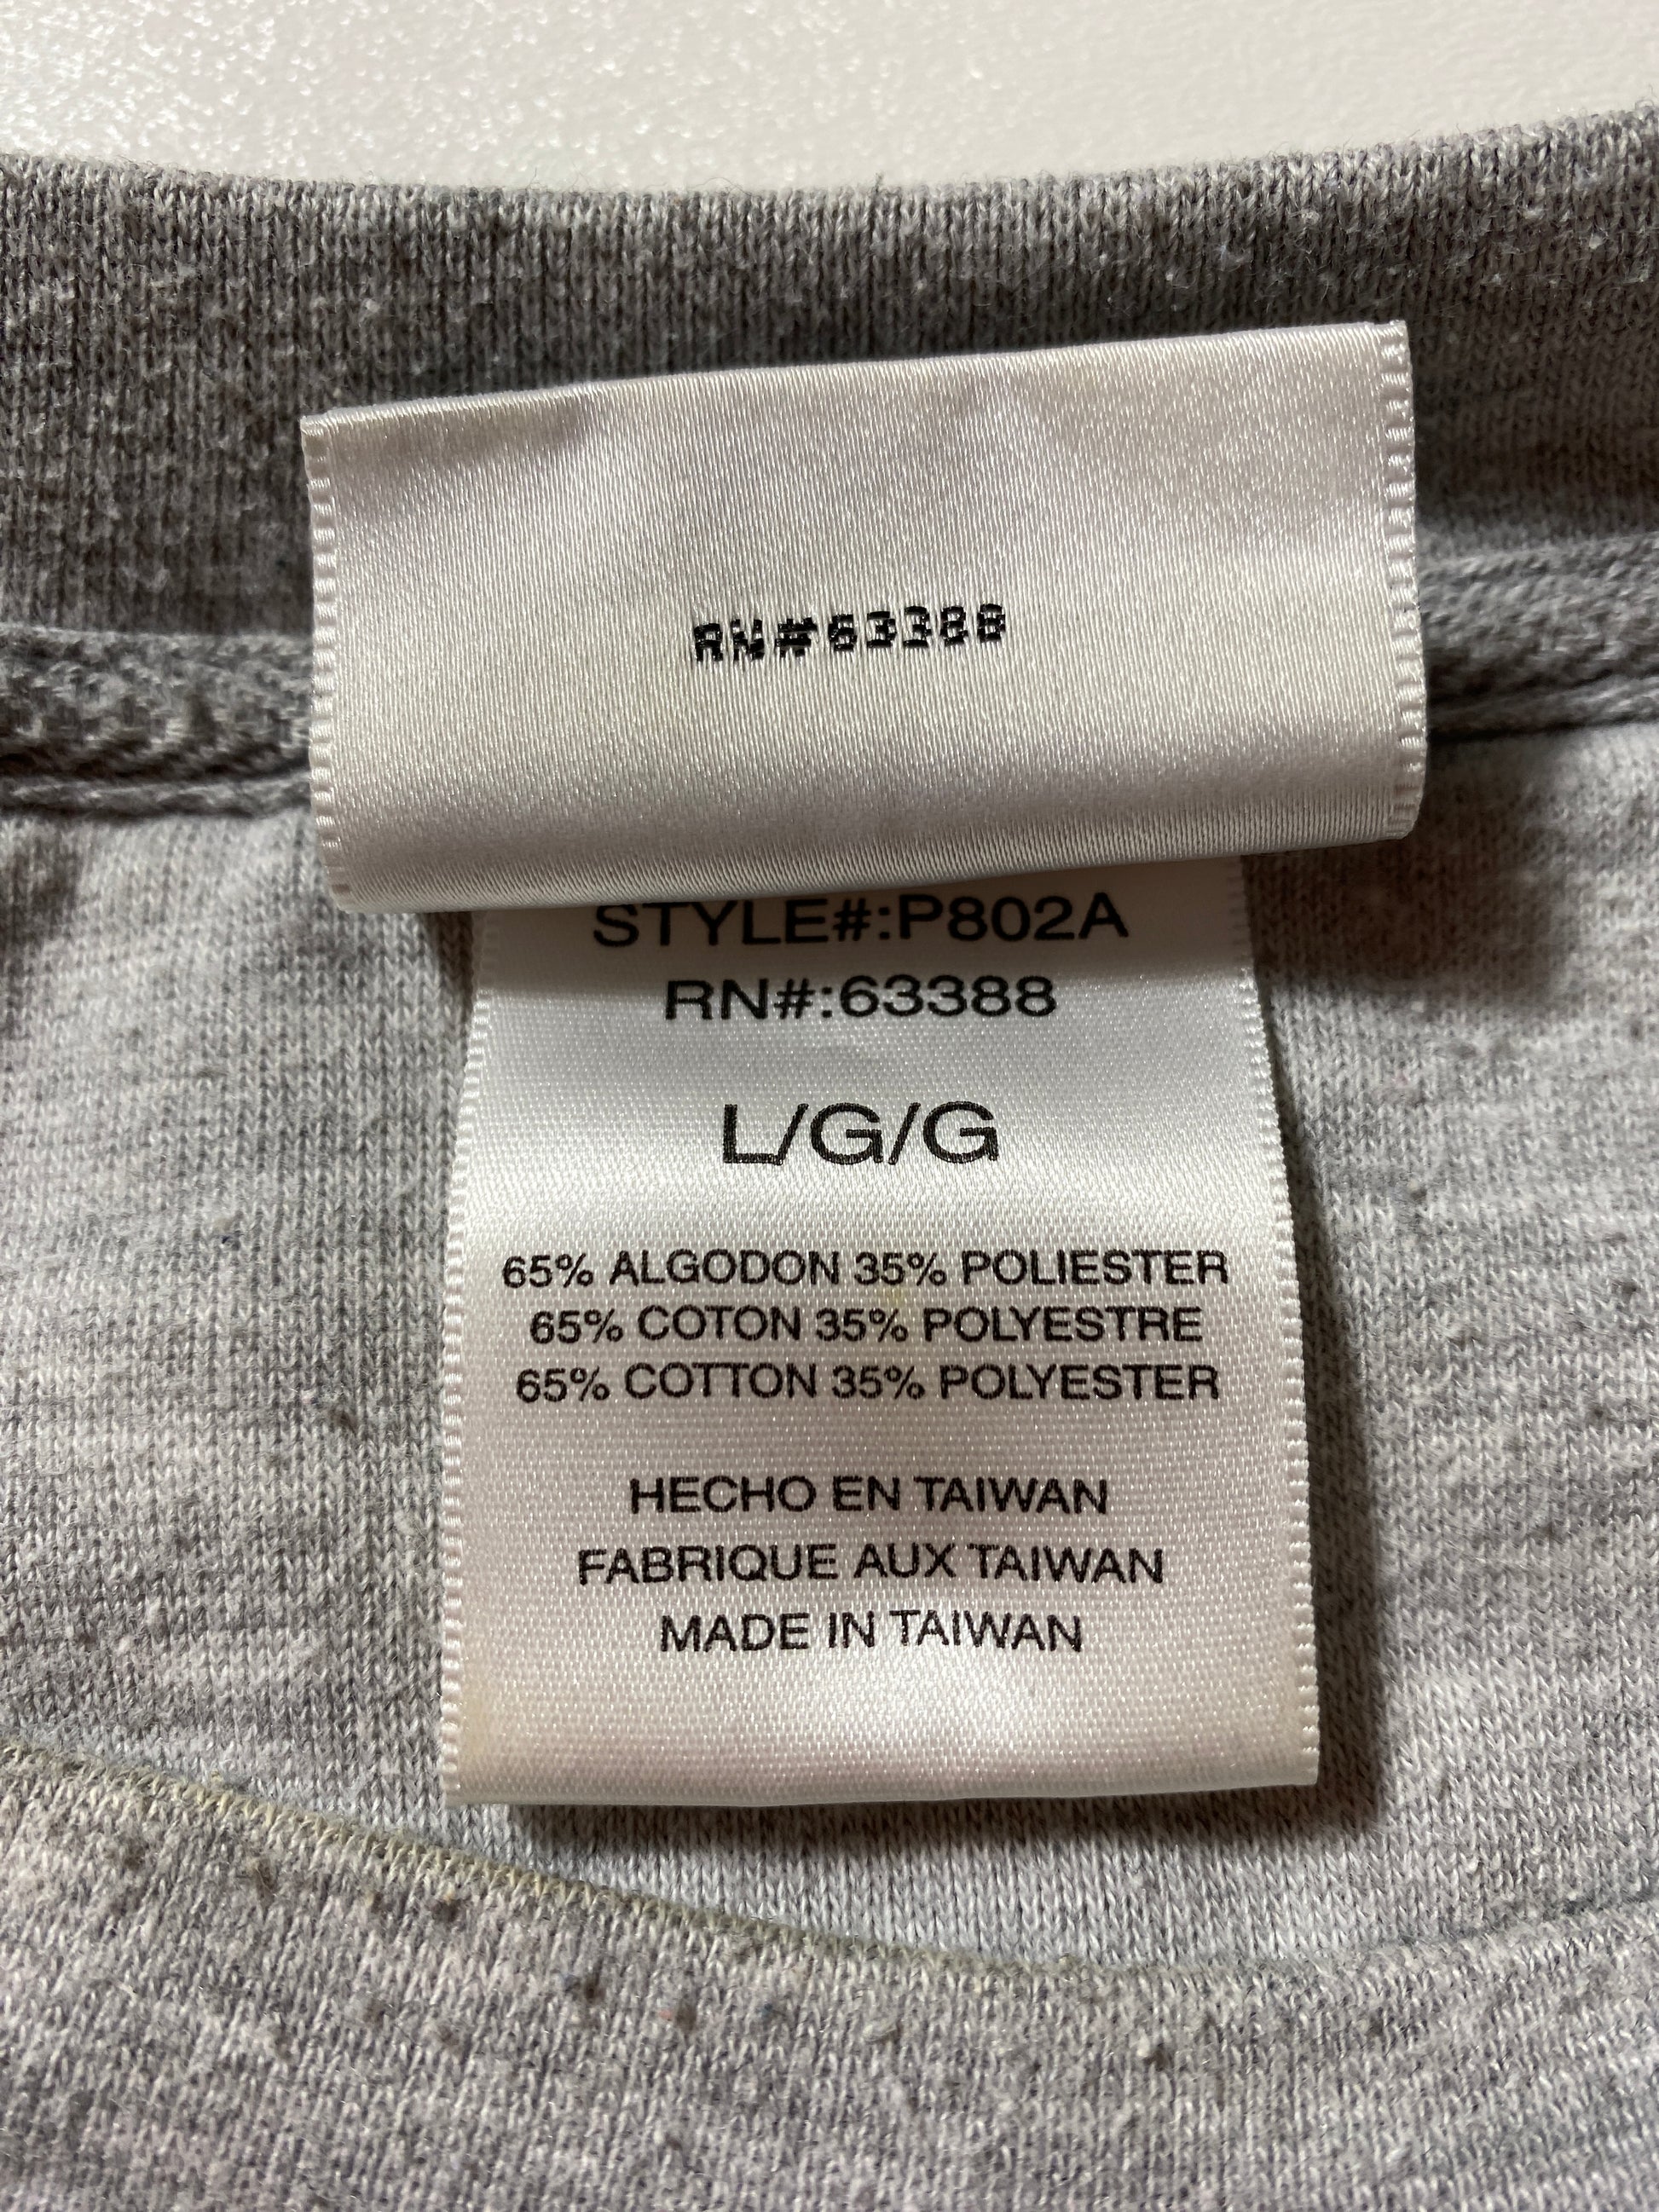 RN#63388
STYLE#:P802A
RN#:63388
L/G/G
65% ALGODON 35% POLIESTER
65% COTON 35% POLYESTRE
65% COTTON 35% POLYESTER
HECHO EN TAIWAN
FABRIQUE AUX TAIWAN
MADE IN TAIWAN